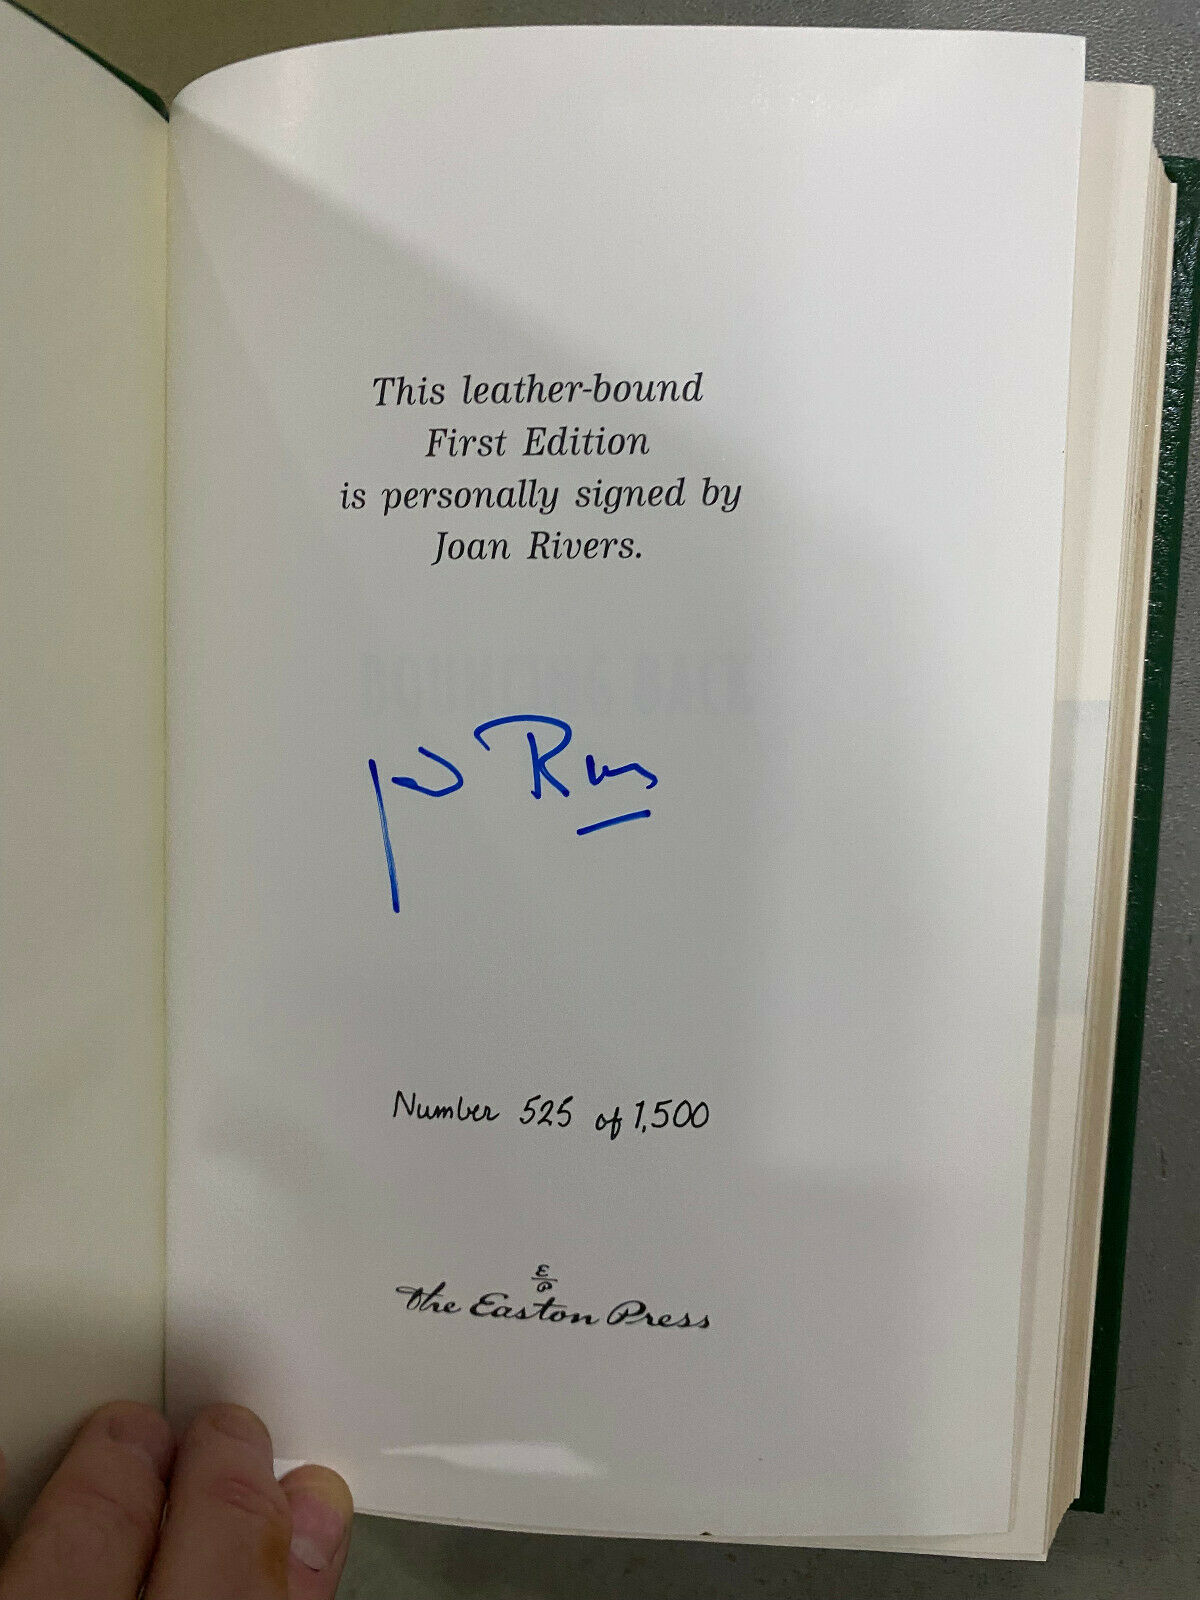 This leather-bound
First Edition
is personally signed by
Joan Rivers.
Number 525 of 1,500
E
P
The Easton Press